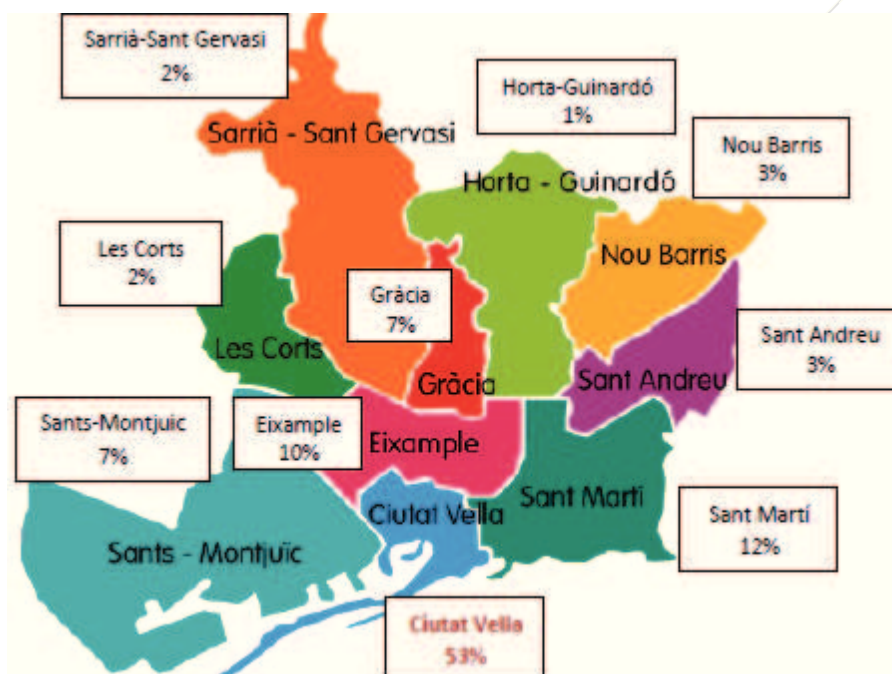 Sarrià-Sant Gervasi
2%
Sarrià - Sant Gervasi
Horta-Guinardó
1%
Horta - Guinardó
Nou Barris
3%
Nou Barris
Les Corts
2%
Les Corts
Gràcia
7%
Gràcia
Sant Andreu
3%
Sant Andreu
Sants-Montjuic
7%
Eixample
10%
Eixample
Ciutat Vella
Sant Martí
Sant Martí
12%
Sants - Montjuïc
Ciutat Vella
53%